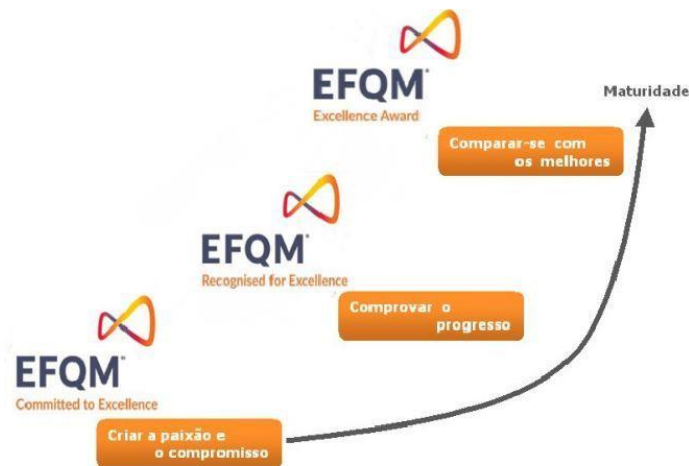 EFQM®
Excellence Award
Maturidade
Comparar-se com
os melhores
EFQM®
Recognised for Excellence
Comprovar o
progresso
EFQM®
Committed to Excellence
Criar a paixão e
o compromisso